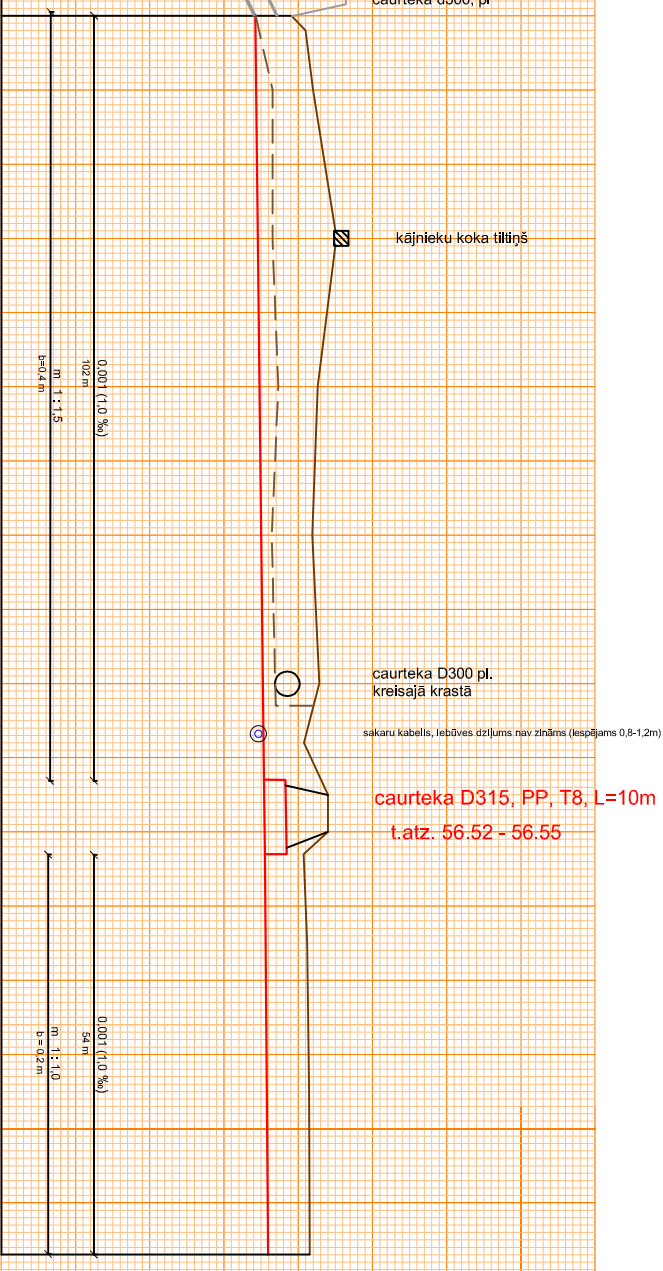 caurteka d300, pl
kājnieku koka tiltiņš
0,001 (1,0 ‰)
102 m
m 1 : 1,5
b=0,4 m
caurteka D300 pl.
kreisajā krastā
sakaru kabelis, Iebūves dziļums nav zināms (Iespējams 0,8-1,2m)
caurteka D315, PP, T8, L=10m
t.atz. 56.52 - 56.55
0,001 (1,0 ‰)
54 m
m 1 : 1,0
b = 0,2 m